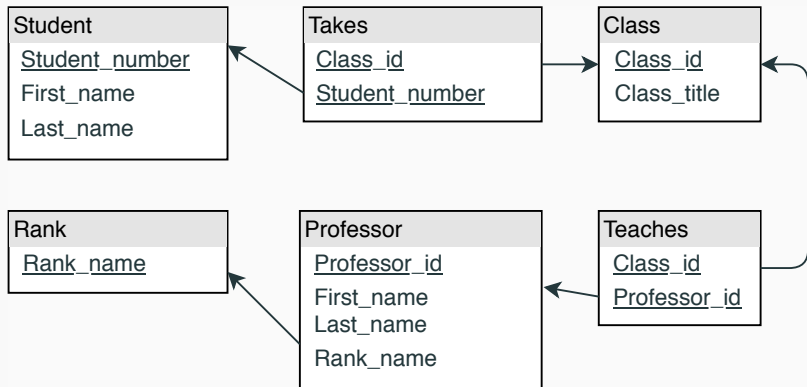 Student
Student_number
First_name
Last_name
Takes
Class_id
Student_number
Class
Class_id
Class_title
Rank
Rank_name
Professor
Professor_id
First_name
Last_name
Rank_name
Teaches
Class_id
Professor_id